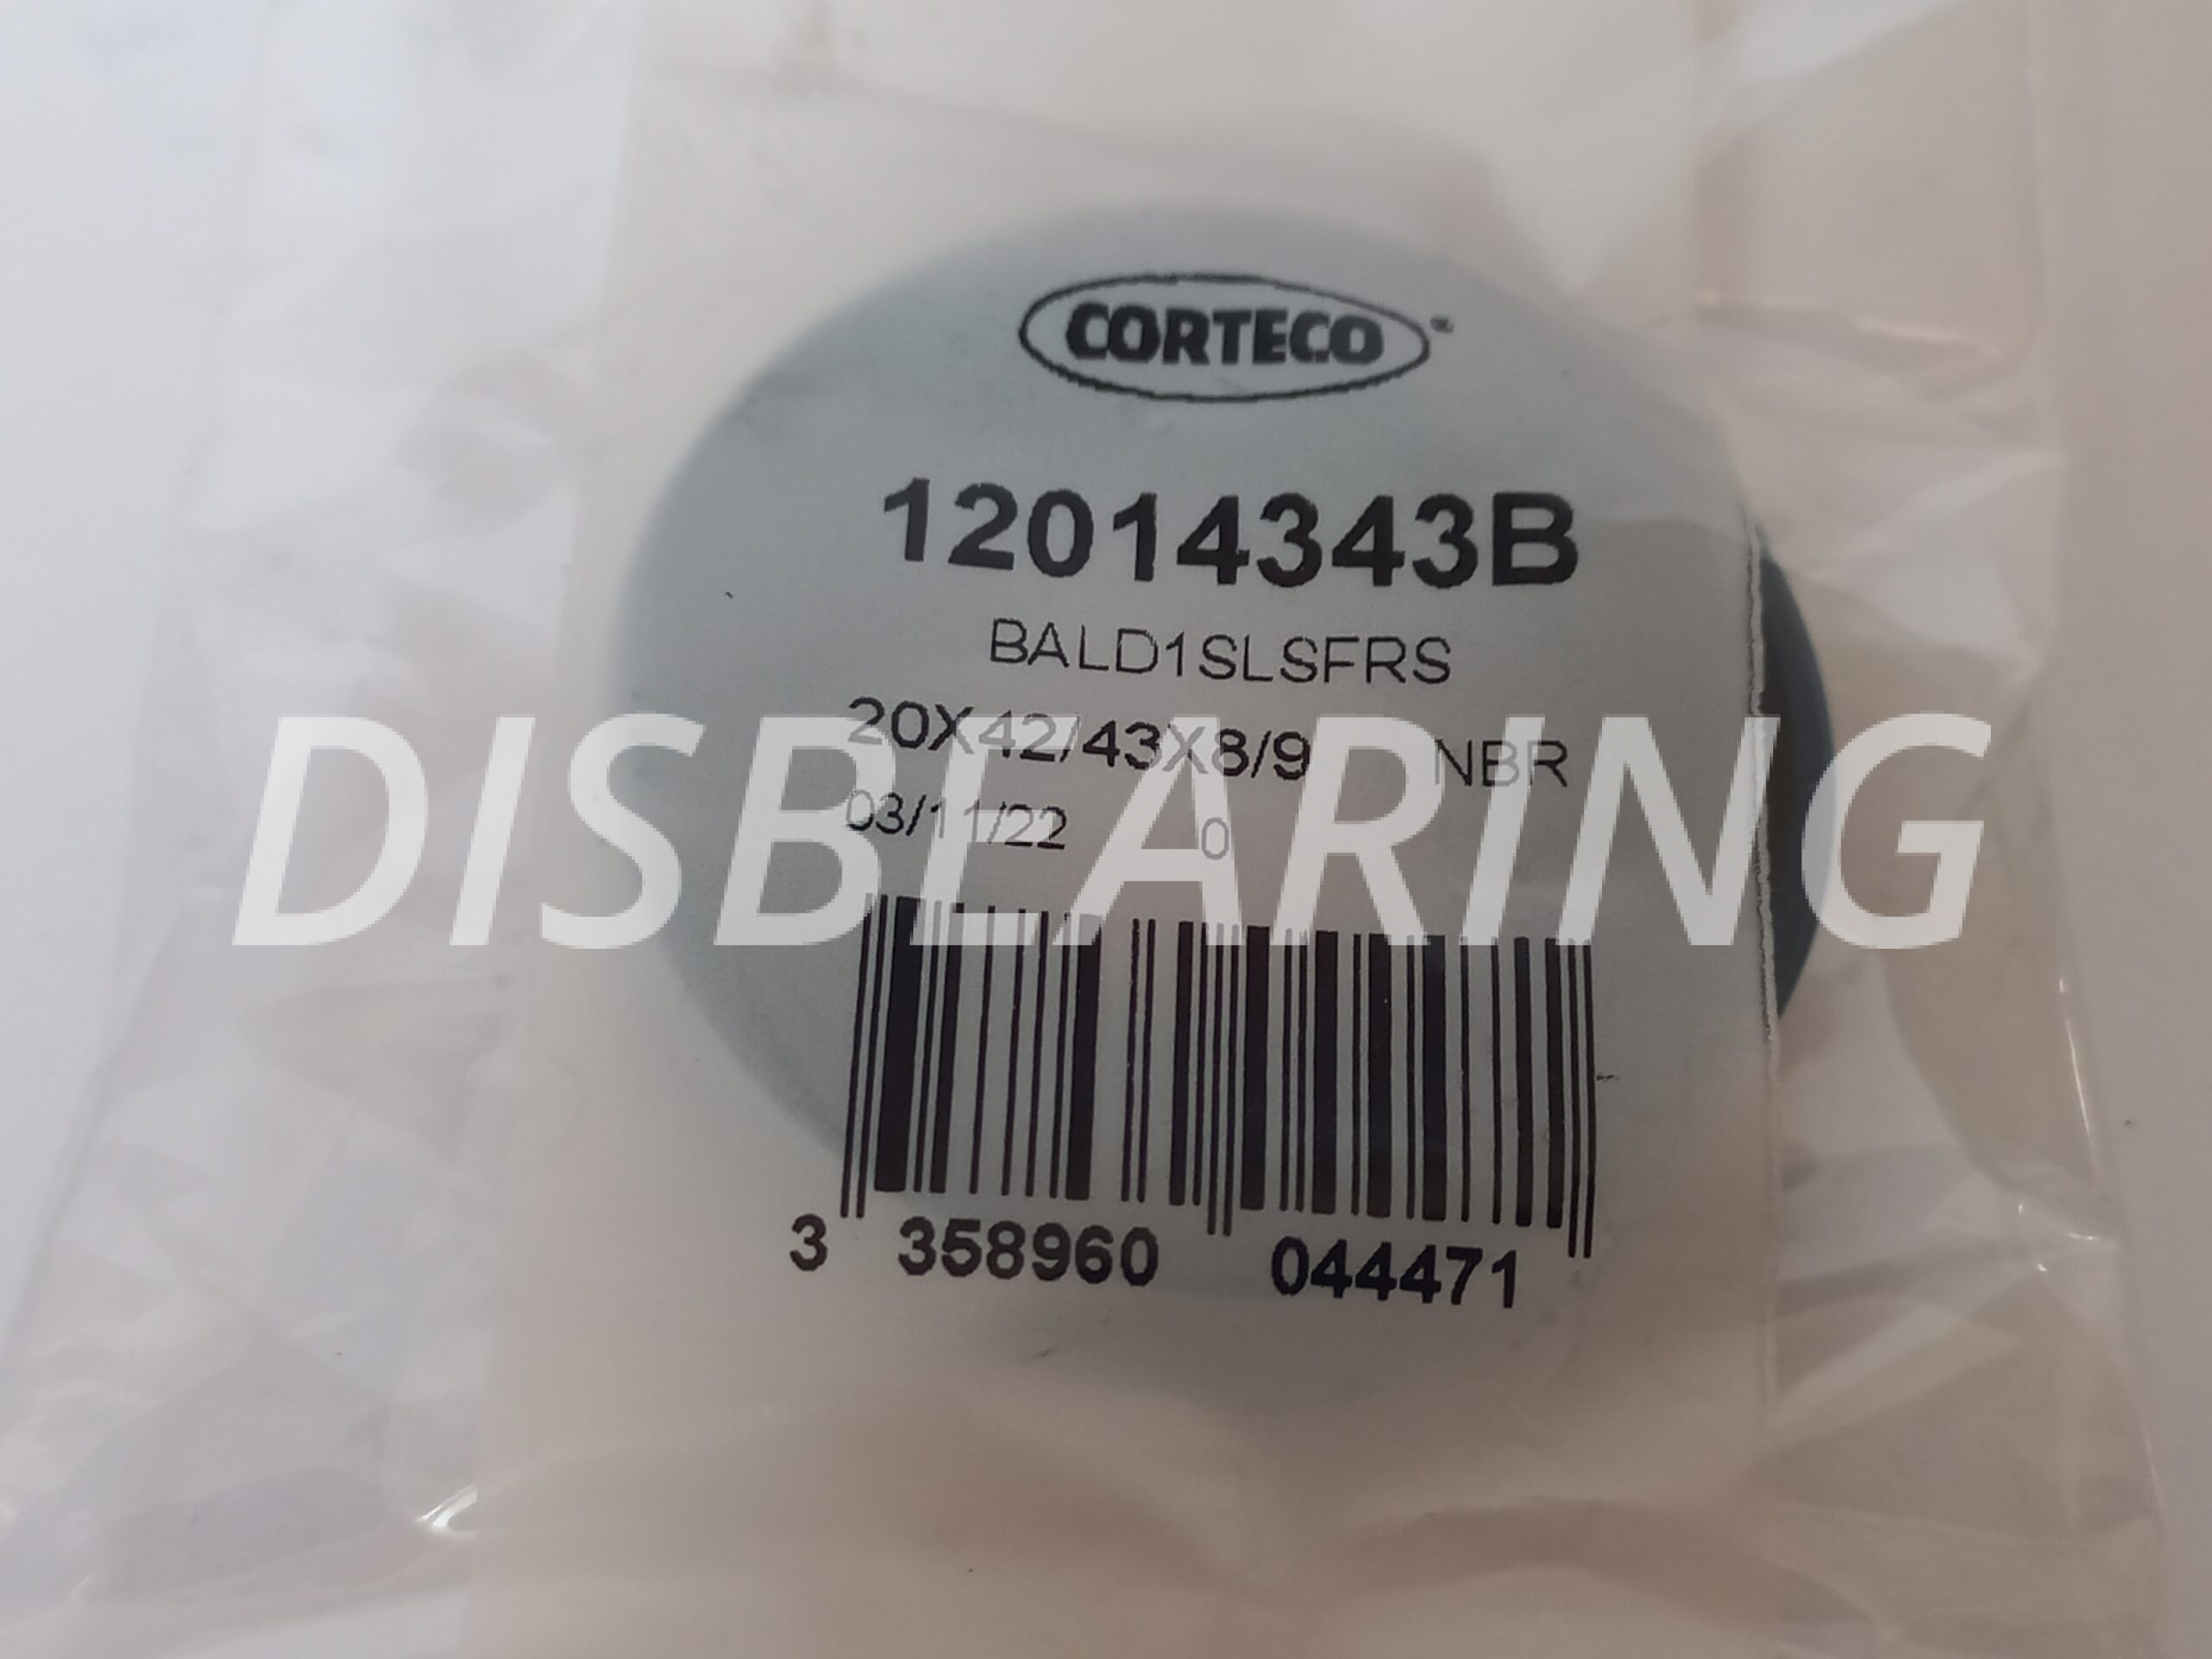 CORTECO
12014343B
BALD1SLSFRS
20X42/43X8/9 NBR
03/11/22 0
DISBEARING
3 358960 044471